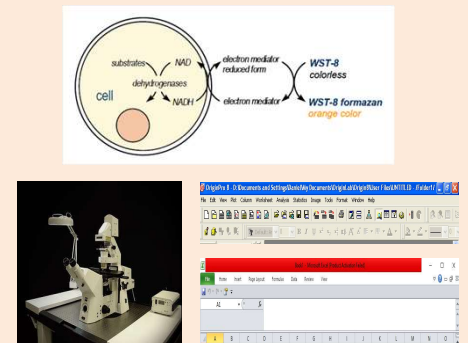 substrates
NAD
dehydrogenases
NADH
cell
electron mediator
reduced form
electron mediator
WST-8
colorless
WST-8 formazan
orange color
File Edit View Plot Column Worksheet Analysis Statistics Image Tools Format Window Help
File Home Insert Page Layout Formulas Data Review View
A1
A B C D E F G H I J K L M N O